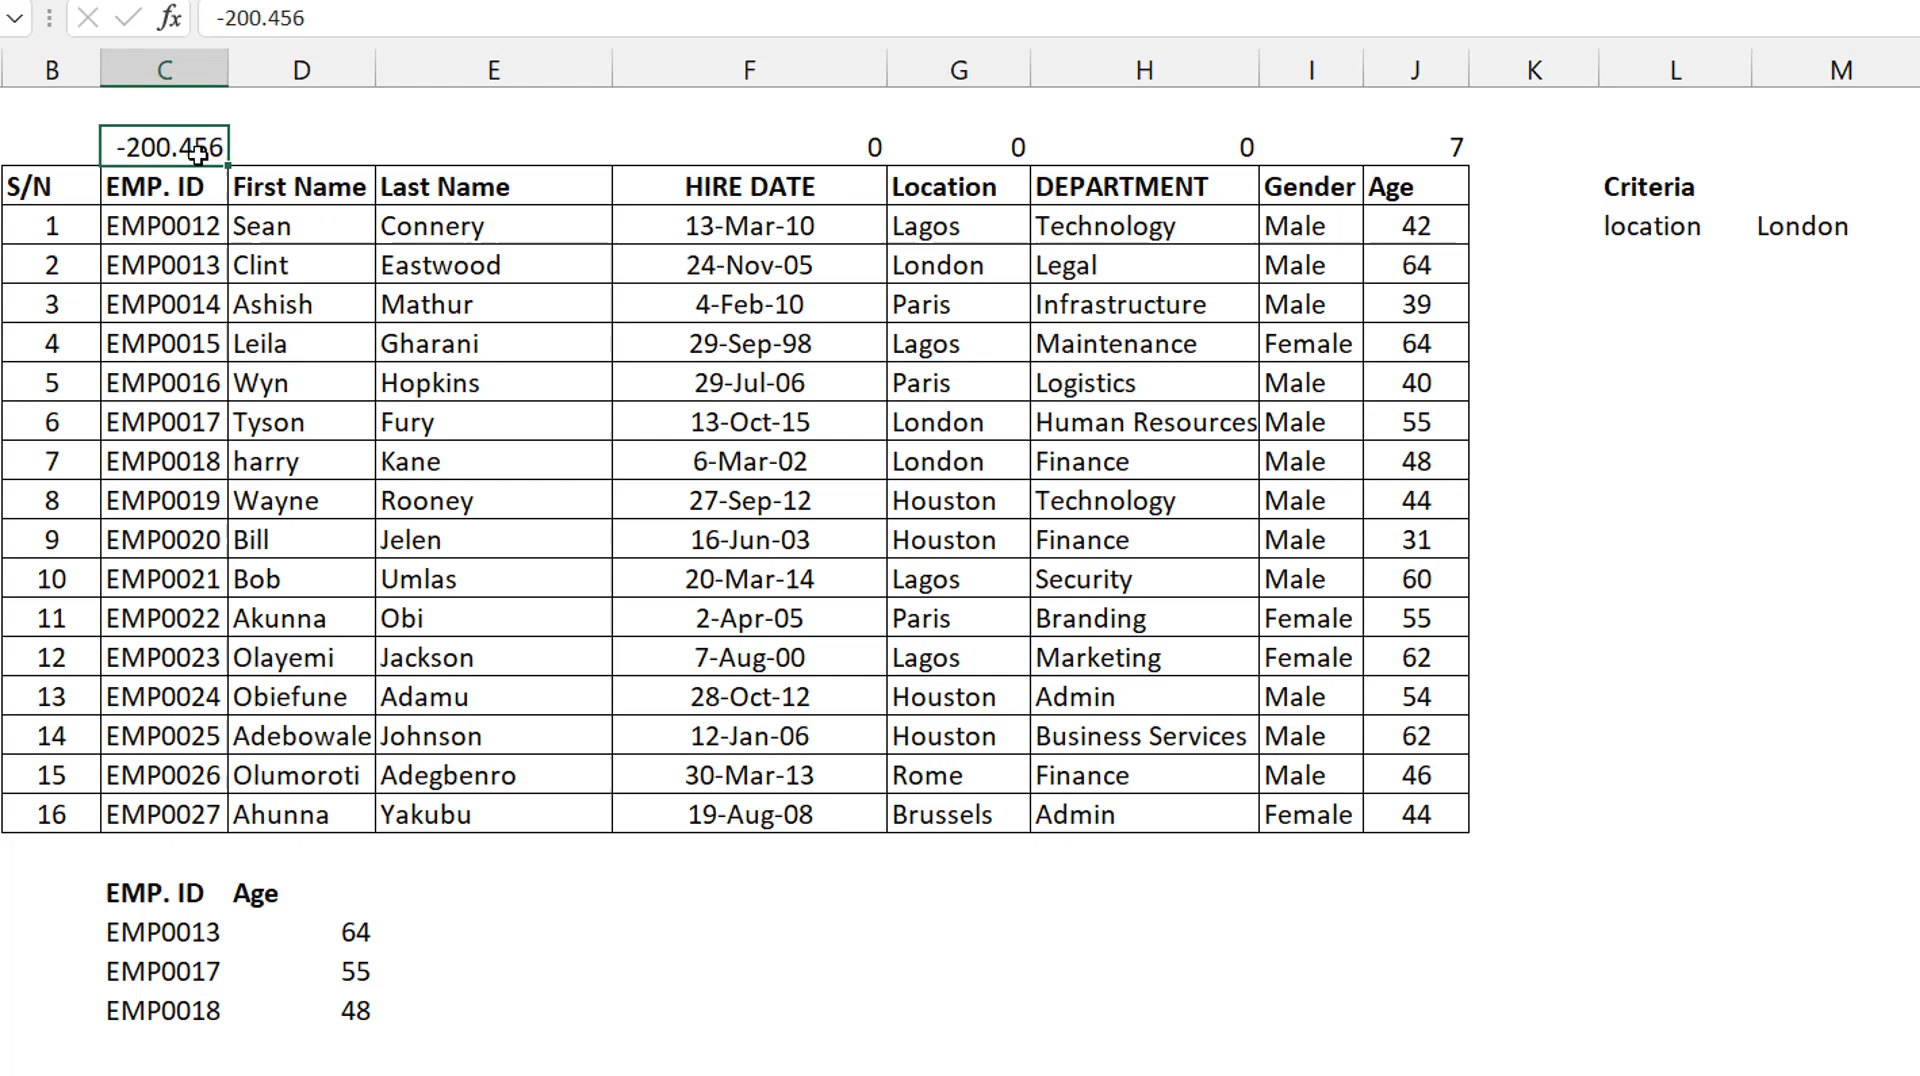 fx -200.456
B C D E F G H I J K L M
-200.456 0 0 0 7
S/N EMP. ID First Name Last Name HIRE DATE Location DEPARTMENT Gender Age Criteria
1 EMP0012 Sean Connery 13-Mar-10 Lagos Technology Male 42 location London
2 EMP0013 Clint Eastwood 24-Nov-05 London Legal Male 64
3 EMP0014 Ashish Mathur 4-Feb-10 Paris Infrastructure Male 39
4 EMP0015 Leila Gharani 29-Sep-98 Lagos Maintenance Female 64
5 EMP0016 Wyn Hopkins 29-Jul-06 Paris Logistics Male 40
6 EMP0017 Tyson Fury 13-Oct-15 London Human Resources Male 55
7 EMP0018 harry Kane 6-Mar-02 London Finance Male 48
8 EMP0019 Wayne Rooney 27-Sep-12 Houston Technology Male 44
9 EMP0020 Bill Jelen 16-Jun-03 Houston Finance Male 31
10 EMP0021 Bob Umlas 20-Mar-14 Lagos Security Male 60
11 EMP0022 Akunna Obi 2-Apr-05 Paris Branding Female 55
12 EMP0023 Olayemi Jackson 7-Aug-00 Lagos Marketing Female 62
13 EMP0024 Obiefune Adamu 28-Oct-12 Houston Admin Male 54
14 EMP0025 Adebowale Johnson 12-Jan-06 Houston Business Services Male 62
15 EMP0026 Olumoroti Adegbenro 30-Mar-13 Rome Finance Male 46
16 EMP0027 Ahunna Yakubu 19-Aug-08 Brussels Admin Female 44
EMP. ID Age
EMP0013 64
EMP0017 55
EMP0018 48